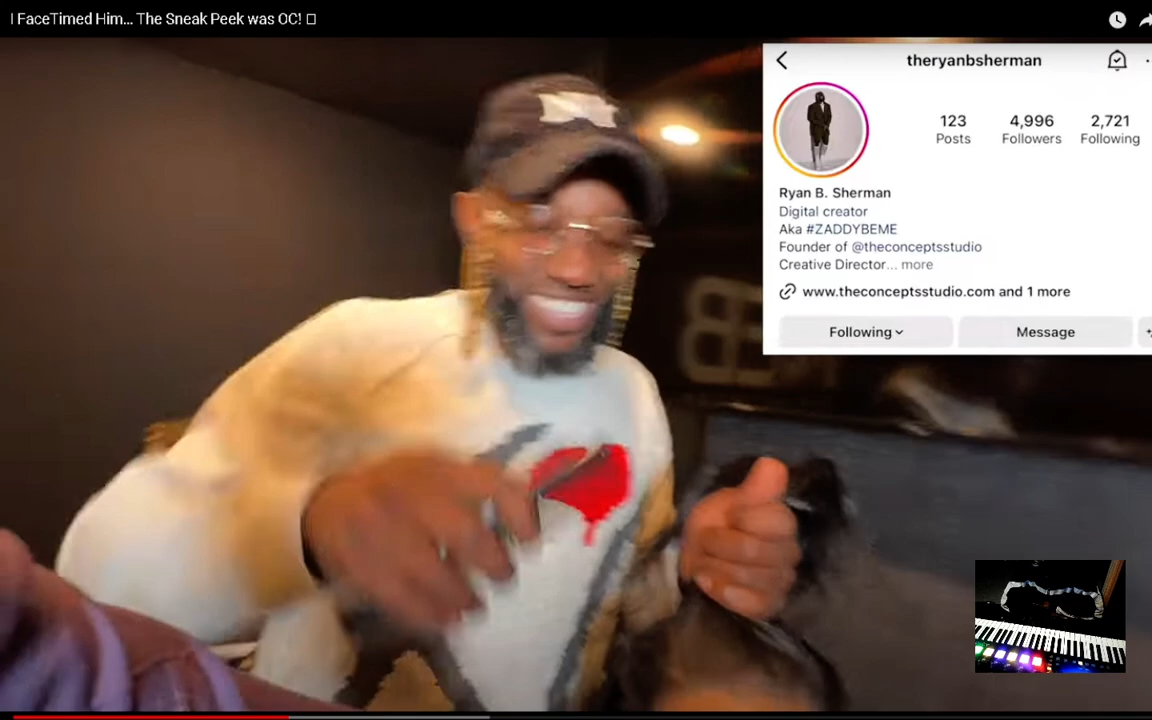 I FaceTimed Him... The Sneak Peek was OC!
theryanbsherman
123 4,996 2,721
Posts Followers Following
Ryan B. Sherman
Digital creator
Aka #ZADDYBEME
Founder of @theconceptsstudio
Creative Director... more
www.theconceptsstudio.com and 1 more
Following Message